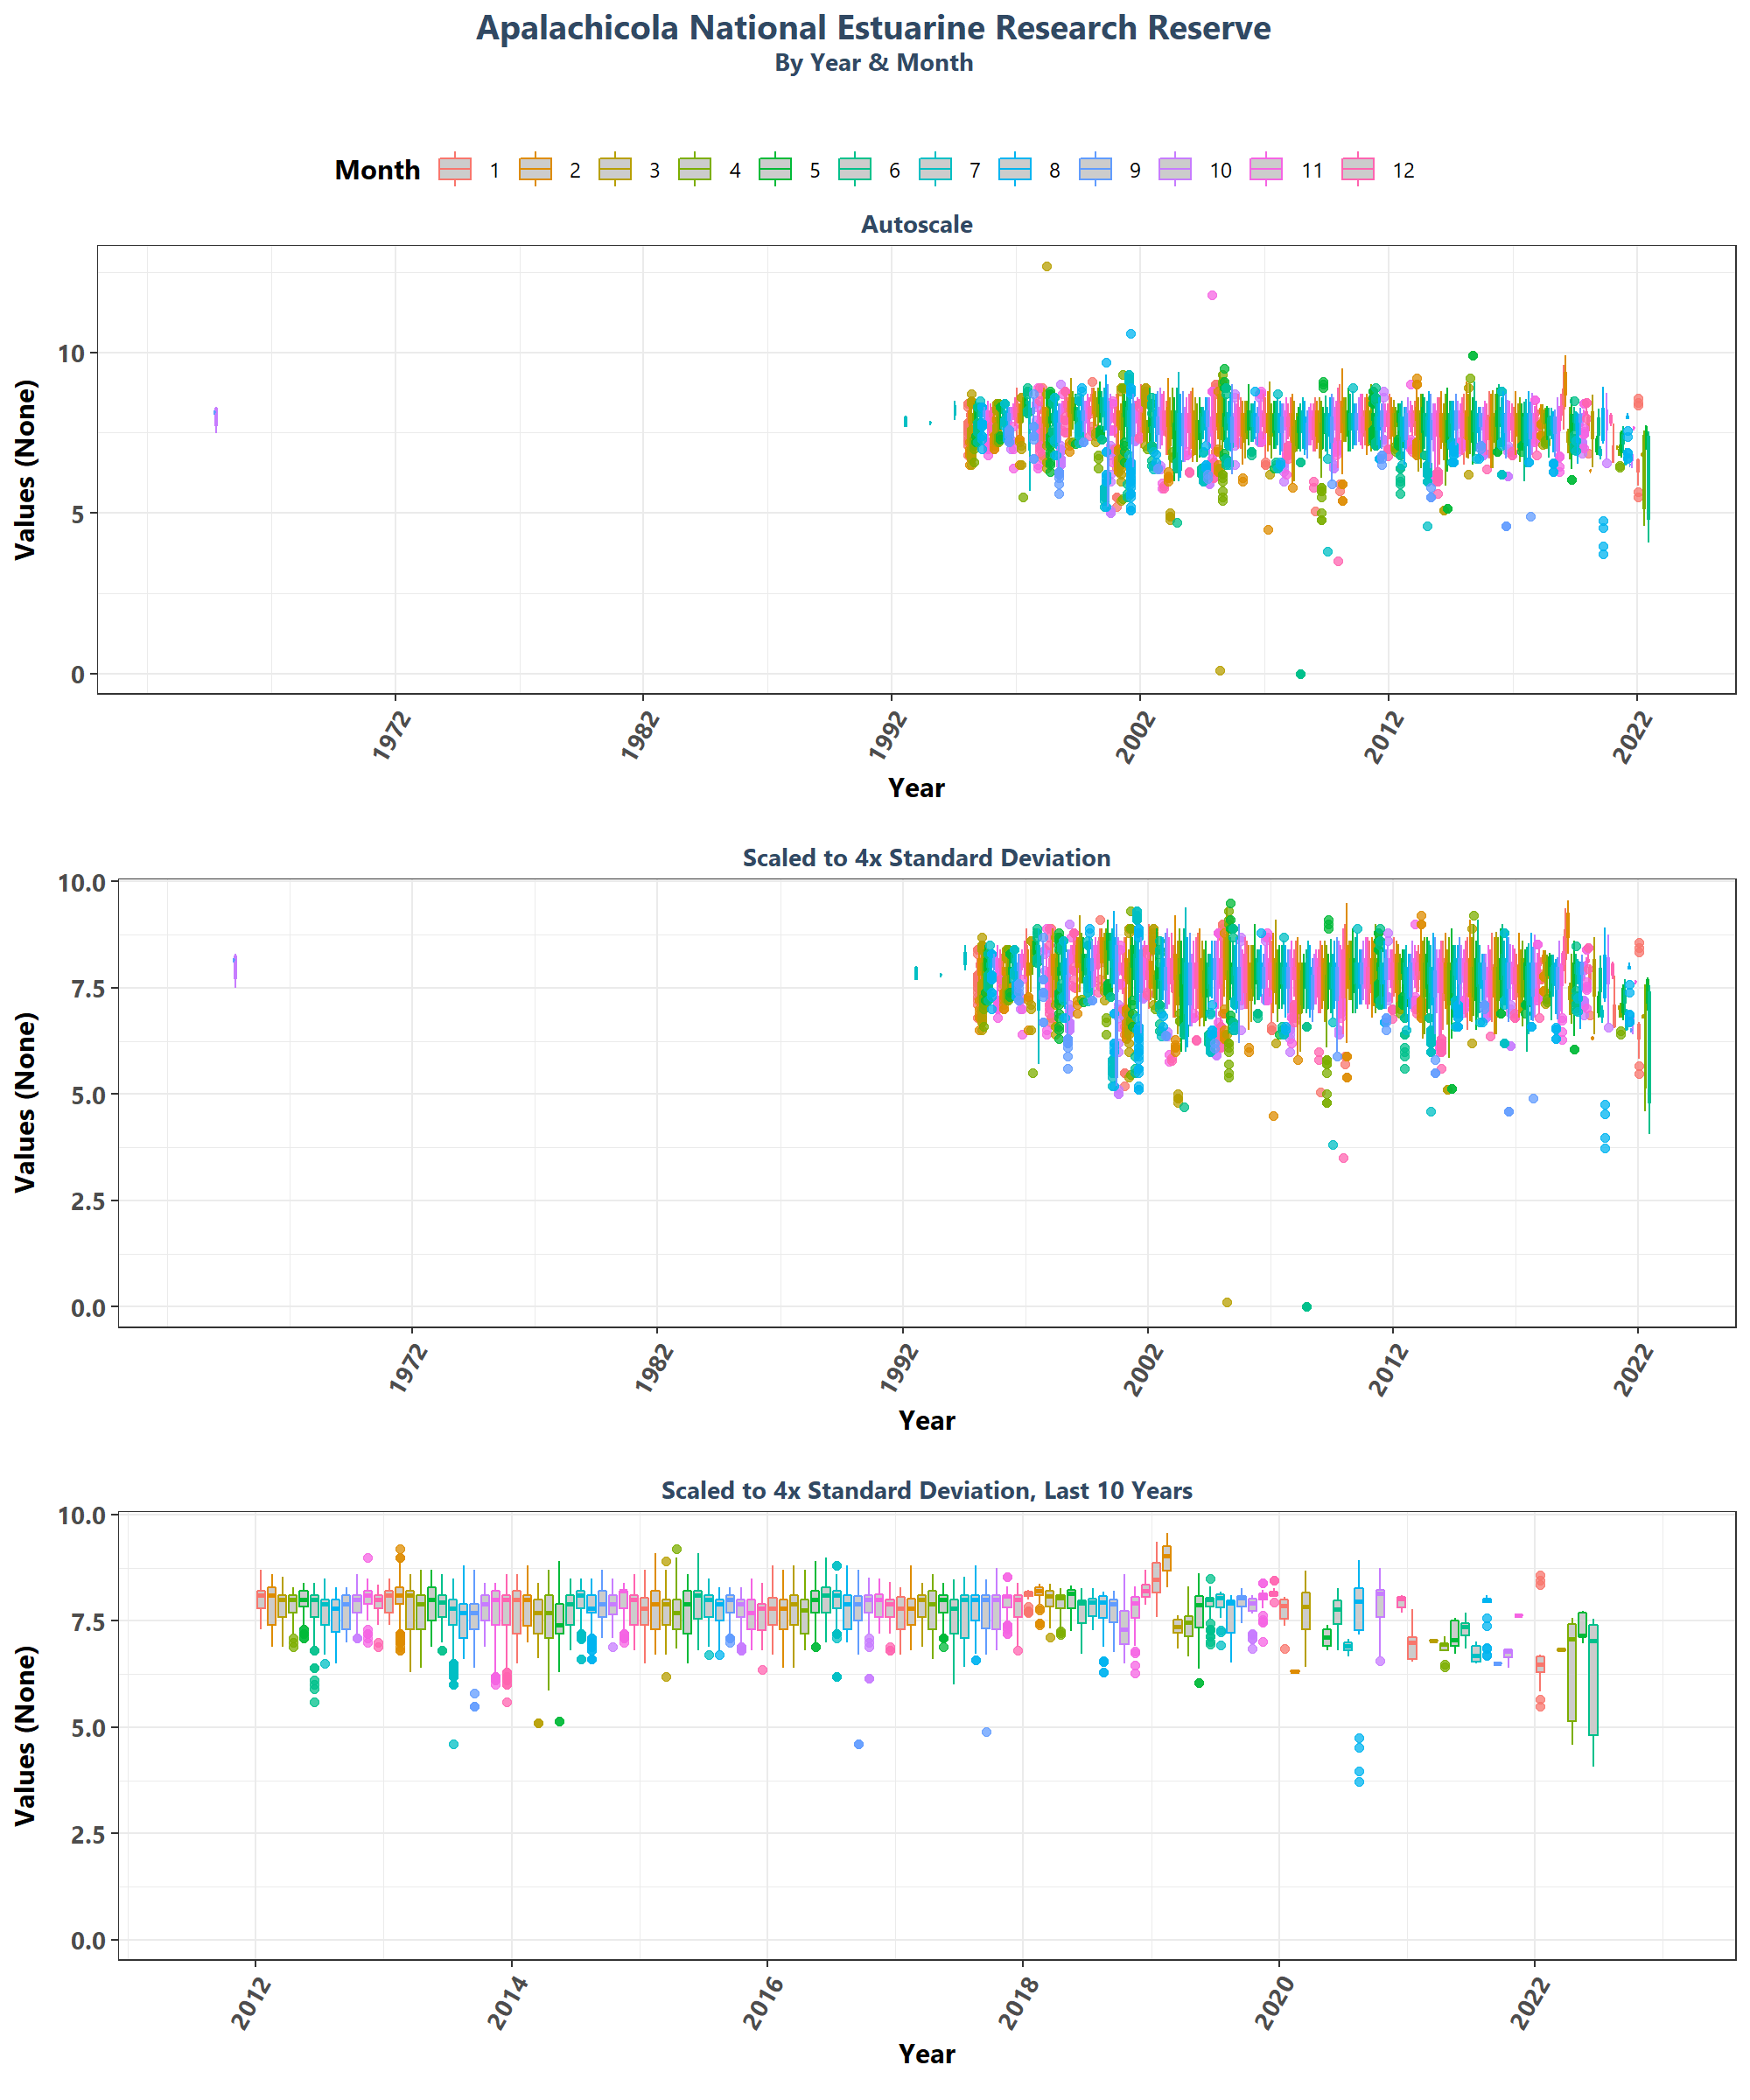 Apalachicola National Estuarine Research Reserve
By Year & Month
Month 1 2 3 4 5 6 7 8 9 10 11 12
Autoscale
Values (None)
10
5
0
1972 1982 1992 2002 2012 2022
Year
Scaled to 4x Standard Deviation
Values (None)
10.0
7.5
5.0
2.5
0.0
1972 1982 1992 2002 2012 2022
Year
Scaled to 4x Standard Deviation, Last 10 Years
Values (None)
10.0
7.5
5.0
2.5
0.0
2012 2014 2016 2018 2020 2022
Year